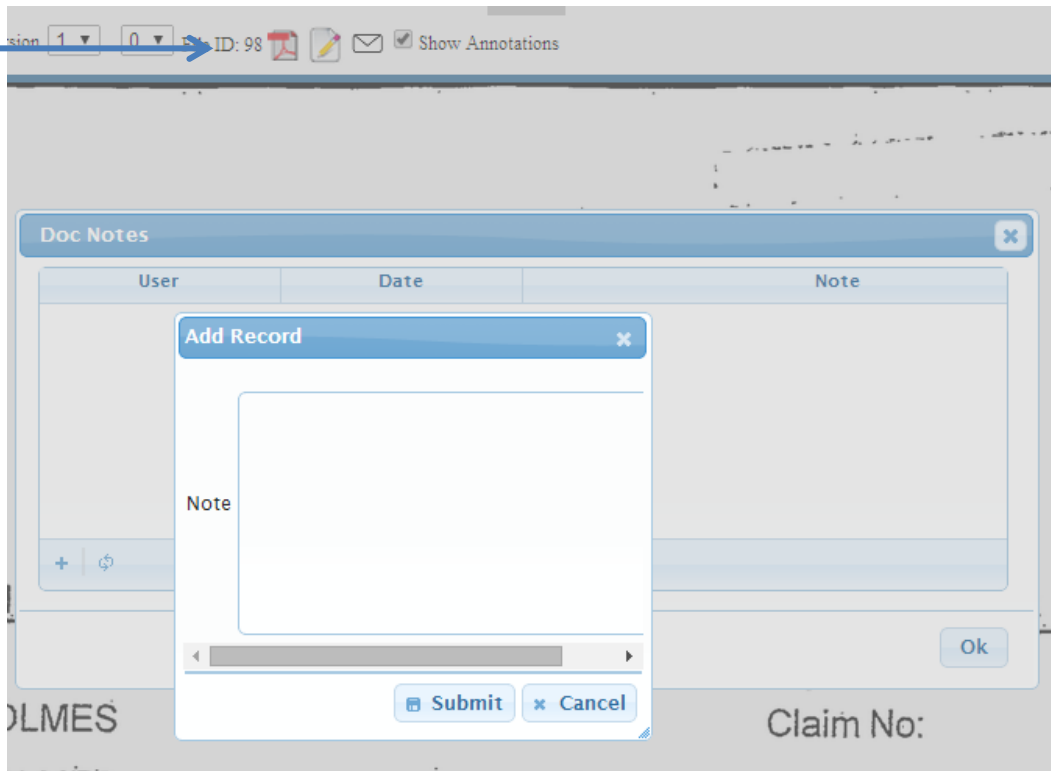 rsion 1 0 ID: 98 Show Annotations
Doc Notes
User Date Note
Add Record
Note
Ok
Submit Cancel
OLMES
Claim No: